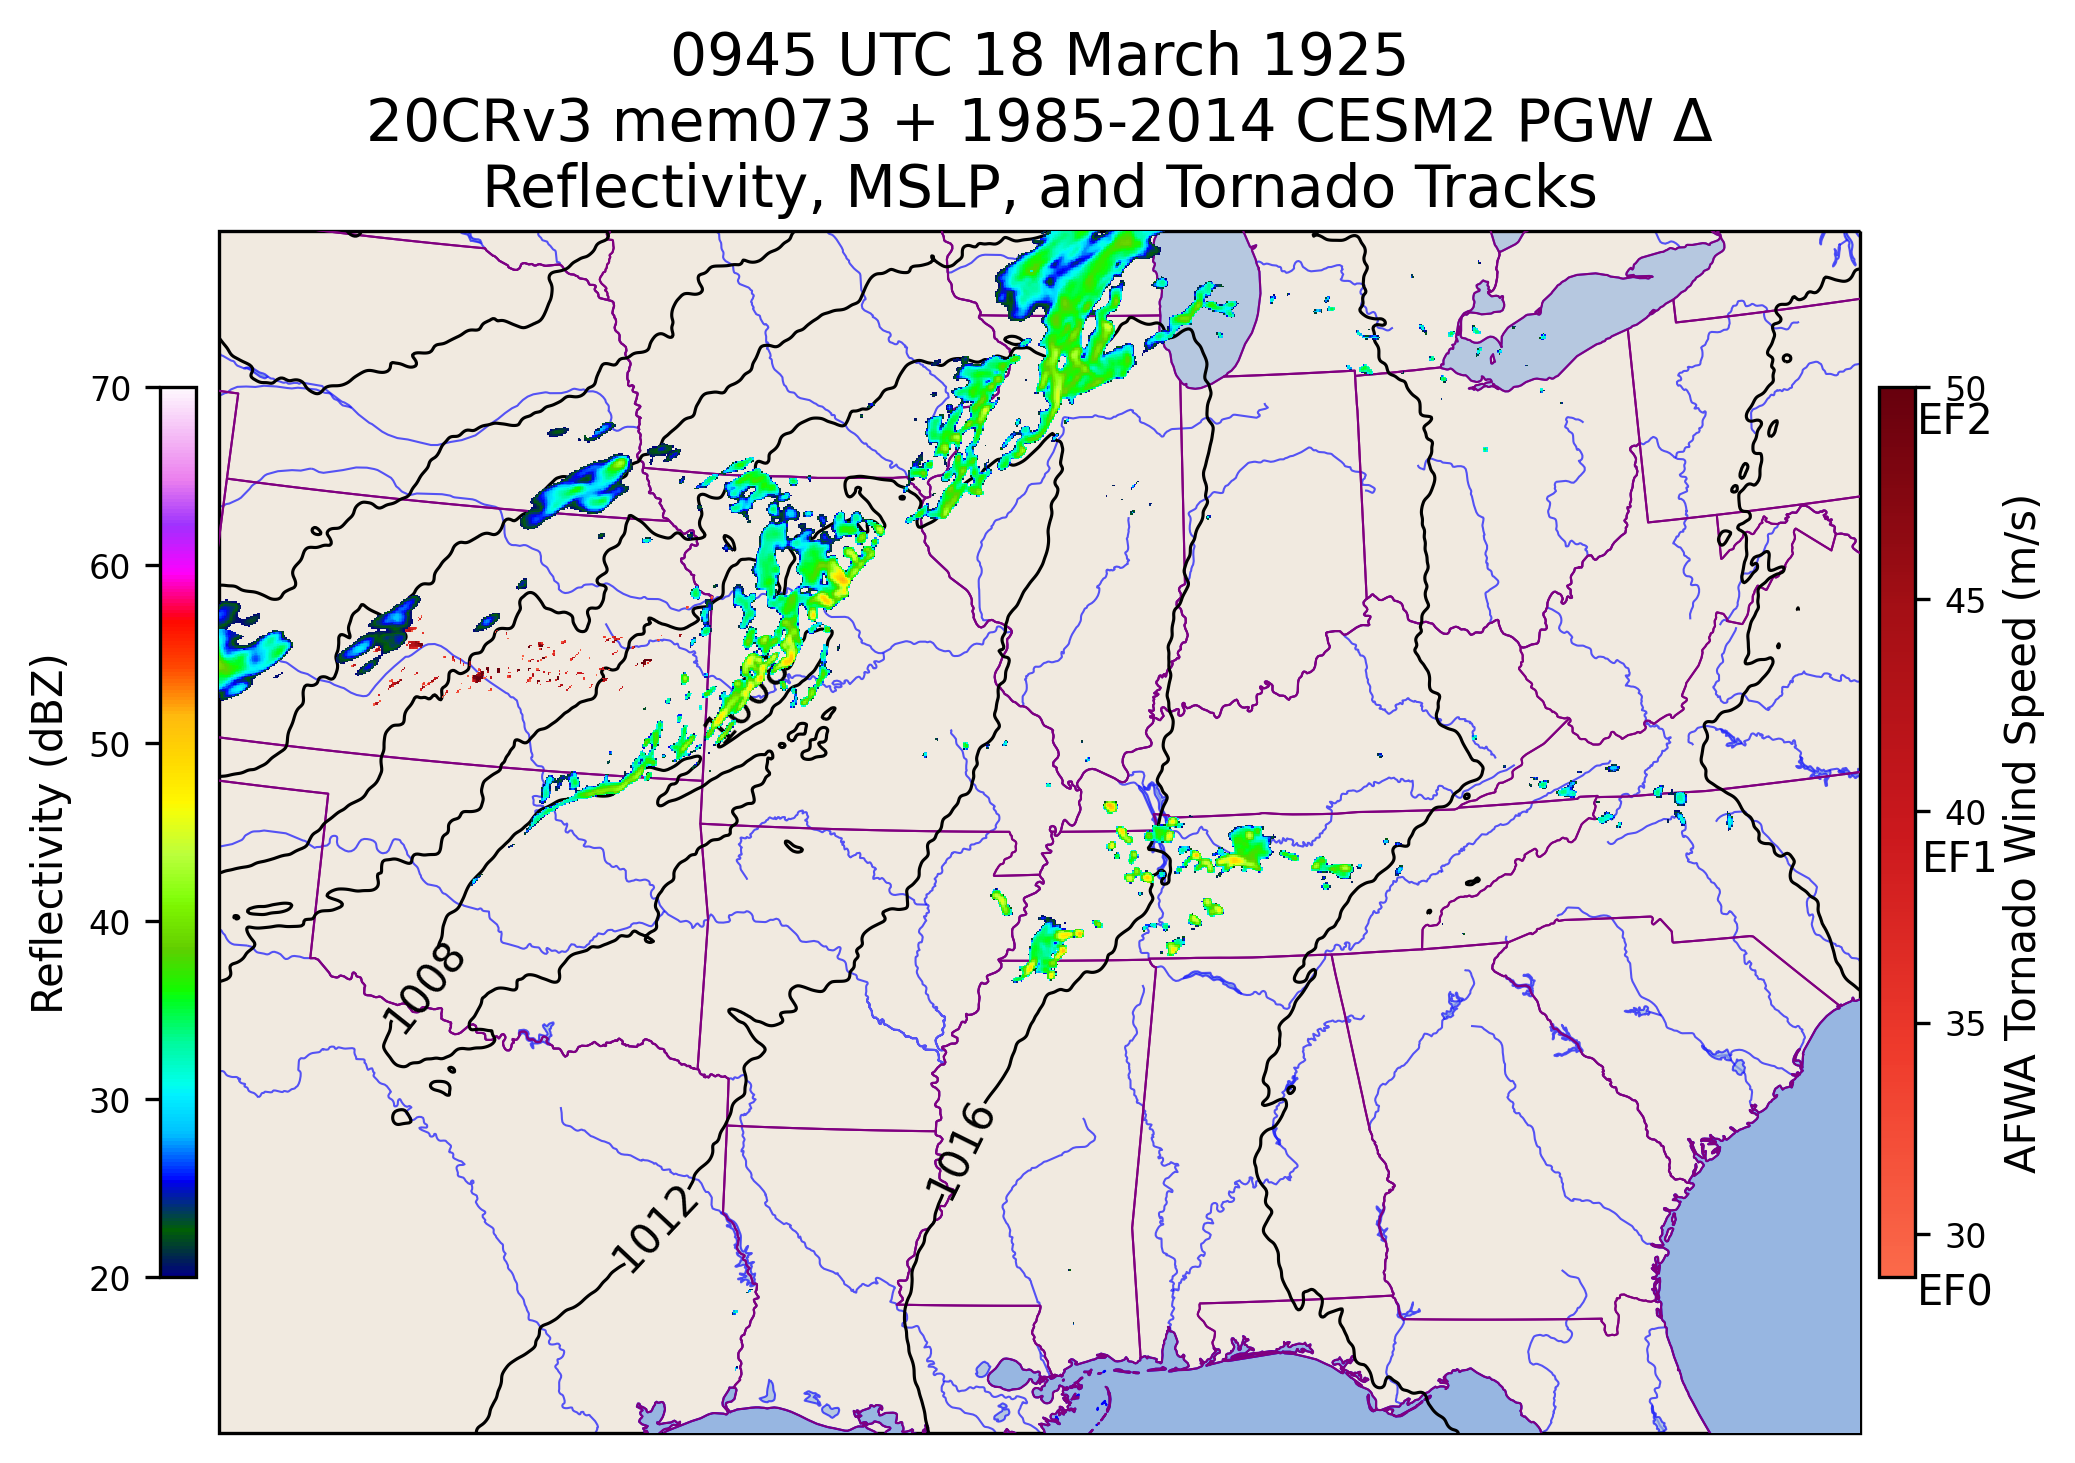 0945 UTC 18 March 1925
20CRv3 mem073 + 1985-2014 CESM2 PGW Δ
Reflectivity, MSLP, and Tornado Tracks
70
60
50
40
30
20
Reflectivity (dBZ)
1008
1012
1016
50
EF2
45
40
EF1
35
30
EF0
AFWA Tornado Wind Speed (m/s)